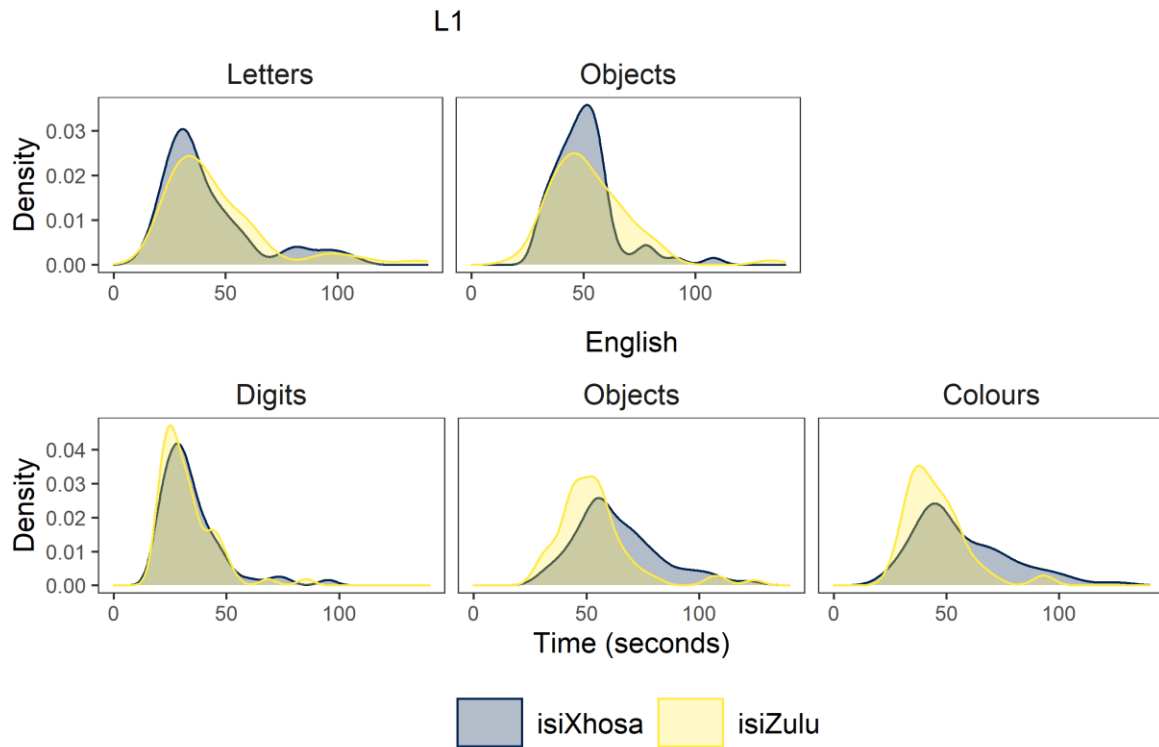 L1
Letters Objects
Density
0.03
0.02
0.01
0.00
0 50 100 0 50 100
English
Digits Objects Colours
Density
0.04
0.03
0.02
0.01
0.00
0 50 100 0 50 100 0 50 100
Time (seconds)
isiXhosa isiZulu